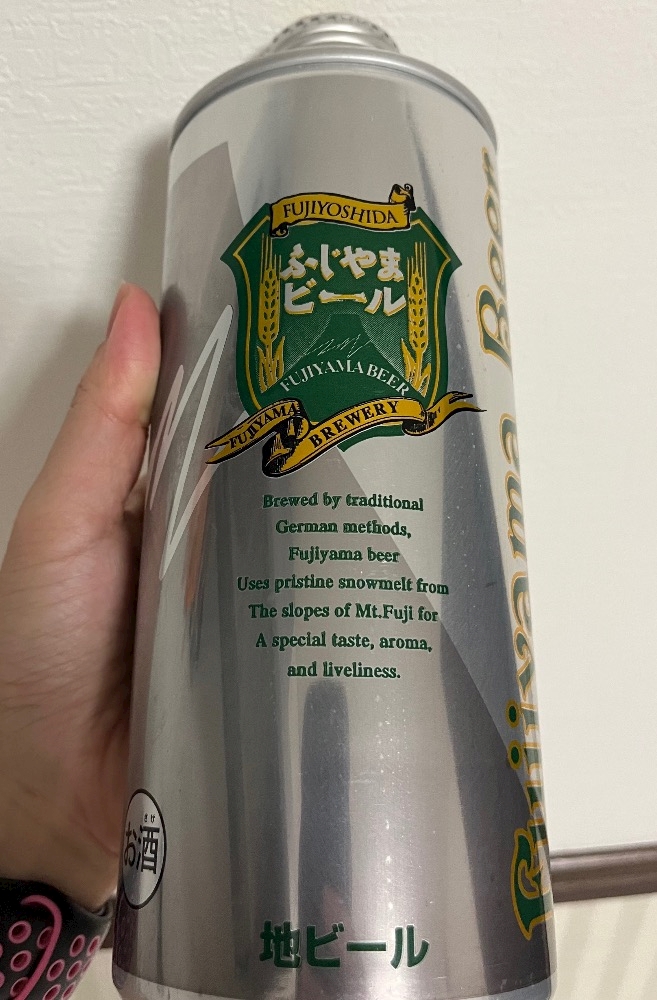 FUJIYOSHIDA
ふじやま
ビール
FUJIYAMA BEER
FUJIYAMA BREWERY
Brewed by traditional
German methods,
Fujiyama beer
Uses pristine snowmelt from
The slopes of Mt.Fuji for
A special taste, aroma,
and liveliness.
Fujiyama Beer
さけ
お酒
地ビール